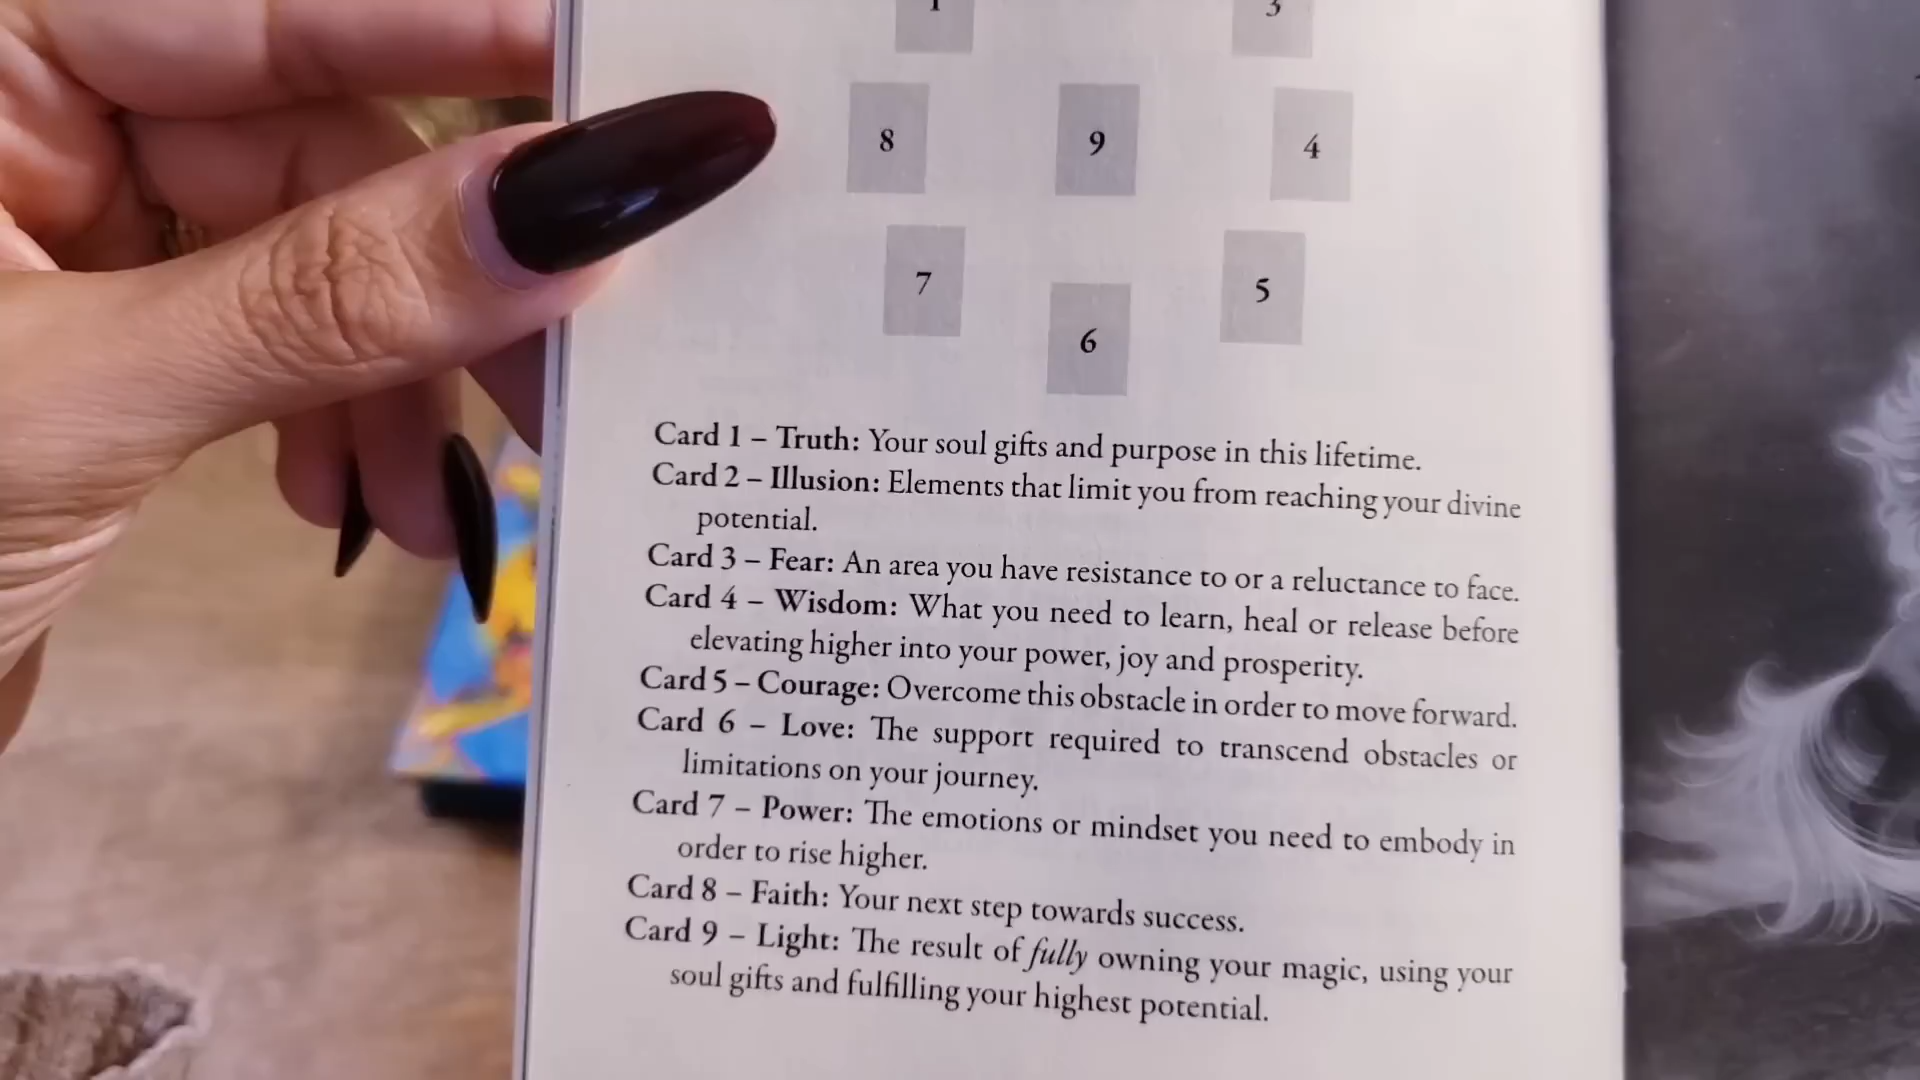 1 3
8 9 4
7 5
6
Card 1 – Truth: Your soul gifts and purpose in this lifetime.
Card 2 – Illusion: Elements that limit you from reaching your divine
potential.
Card 3 – Fear: An area you have resistance to or a reluctance to face.
Card 4 – Wisdom: What you need to learn, heal or release before
elevating higher into your power, joy and prosperity.
Card 5 – Courage: Overcome this obstacle in order to move forward.
Card 6 – Love: The support required to transcend obstacles or
limitations on your journey.
Card 7 – Power: The emotions or mindset you need to embody in
order to rise higher.
Card 8 – Faith: Your next step towards success.
Card 9 – Light: The result of fully owning your magic, using your
soul gifts and fulfilling your highest potential.